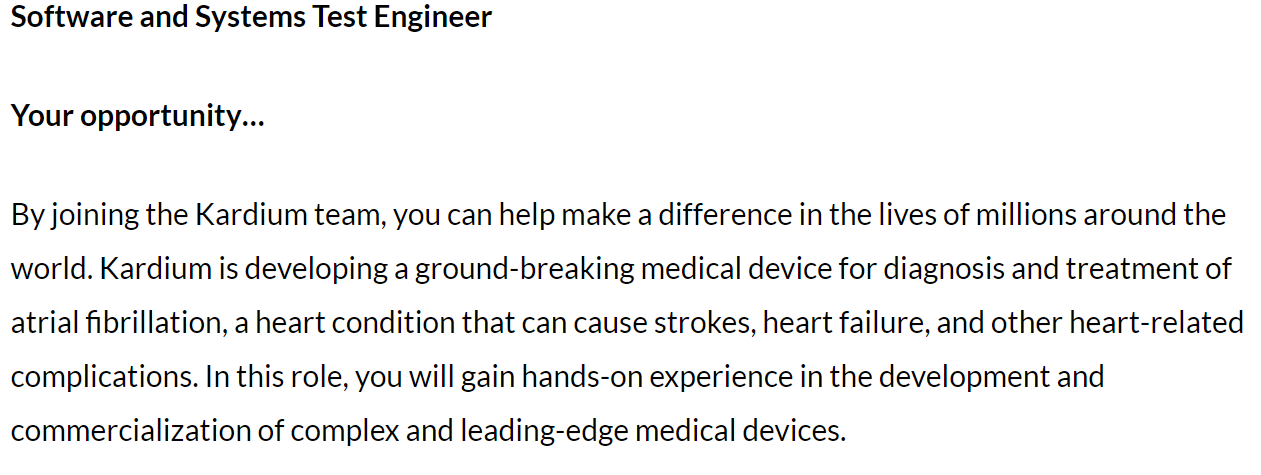 Software and Systems Test Engineer
Your opportunity...
By joining the Kardium team, you can help make a difference in the lives of millions around the
world. Kardium is developing a ground-breaking medical device for diagnosis and treatment of
atrial fibrillation, a heart condition that can cause strokes, heart failure, and other heart-related
complications. In this role, you will gain hands-on experience in the development and
commercialization of complex and leading-edge medical devices.